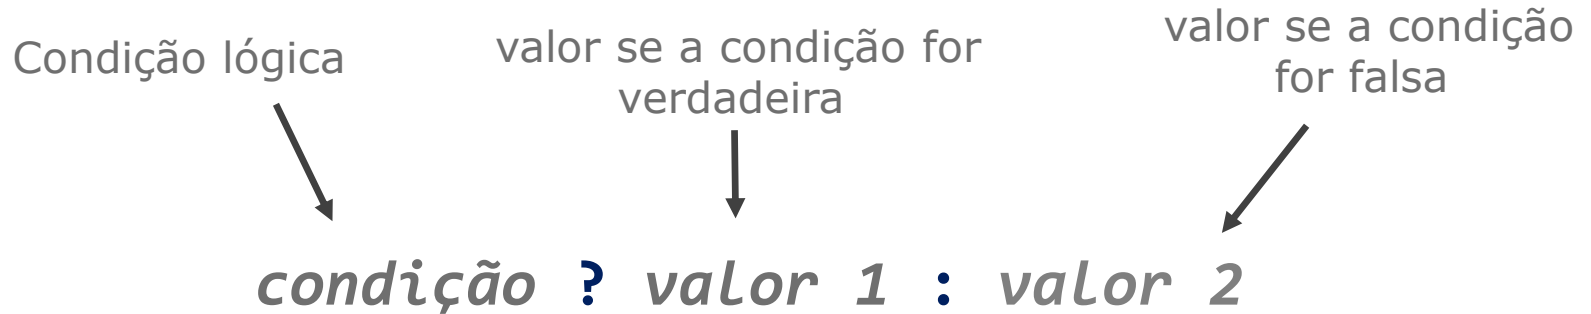 Condição lógica
valor se a condição for
verdadeira
valor se a condição
for falsa
condição ? valor 1 : valor 2